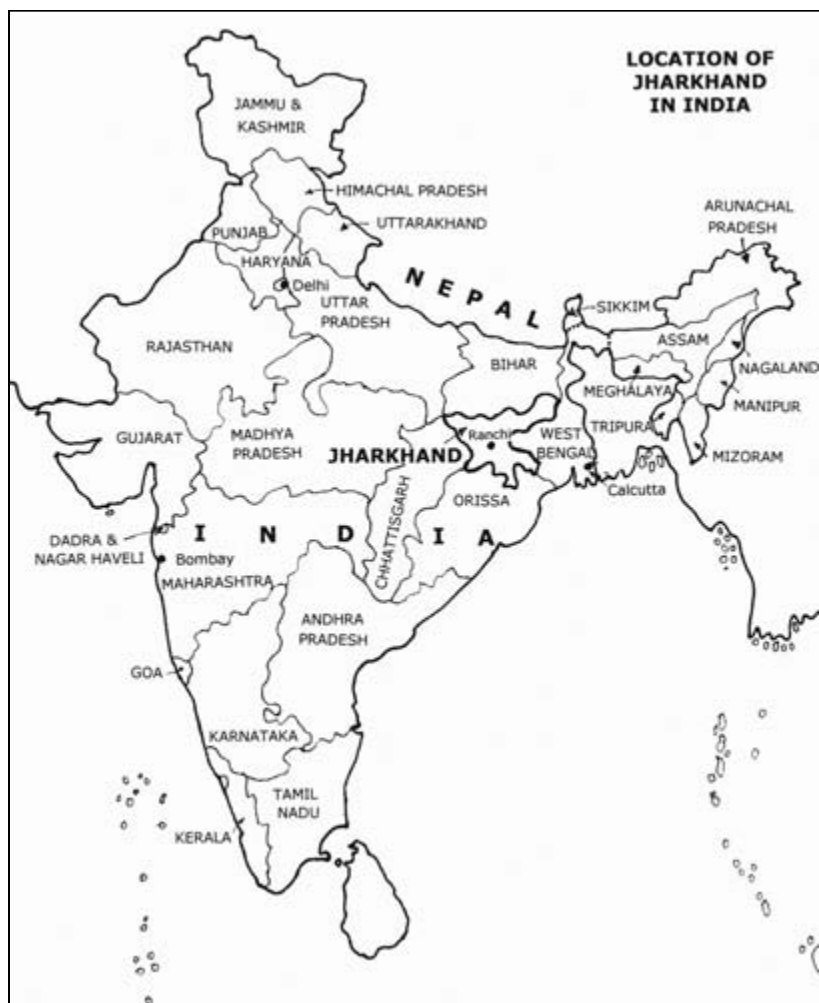 LOCATION OF
JHARKHAND
IN INDIA
JAMMU &
KASHMIR
HIMACHAL PRADESH
UTTARAKHAND
PUNJAB
HARYANA
Delhi
UTTAR
PRADESH
NEPAL
ARUNACHAL
PRADESH
SIKKIM
ASSAM
NAGALAND
MEGHALAYA
MANIPUR
TRIPURA
MIZORAM
RAJASTHAN
BIHAR
GUJARAT
MADHYA
PRADESH
JHARKHAND
Ranchi
WEST
BENGAL
Calcutta
CHHATTISGARH
ORISSA
INDIA
DADRA &
NAGAR HAVELI
Bombay
MAHARASHTRA
ANDHRA
PRADESH
GOA
KARNATAKA
TAMIL
NADU
KERALA